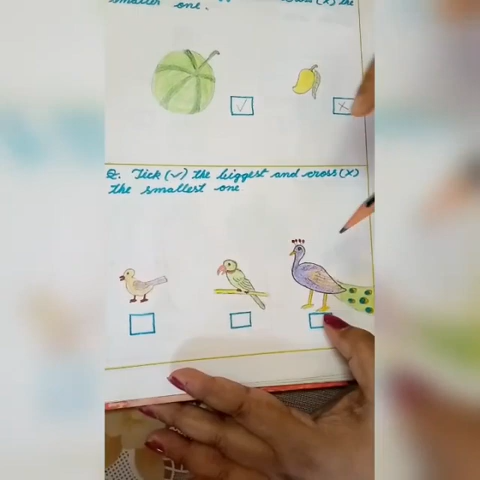 smaller one.
Q. Tick (✓) the biggest and cross (X)
the smallest one